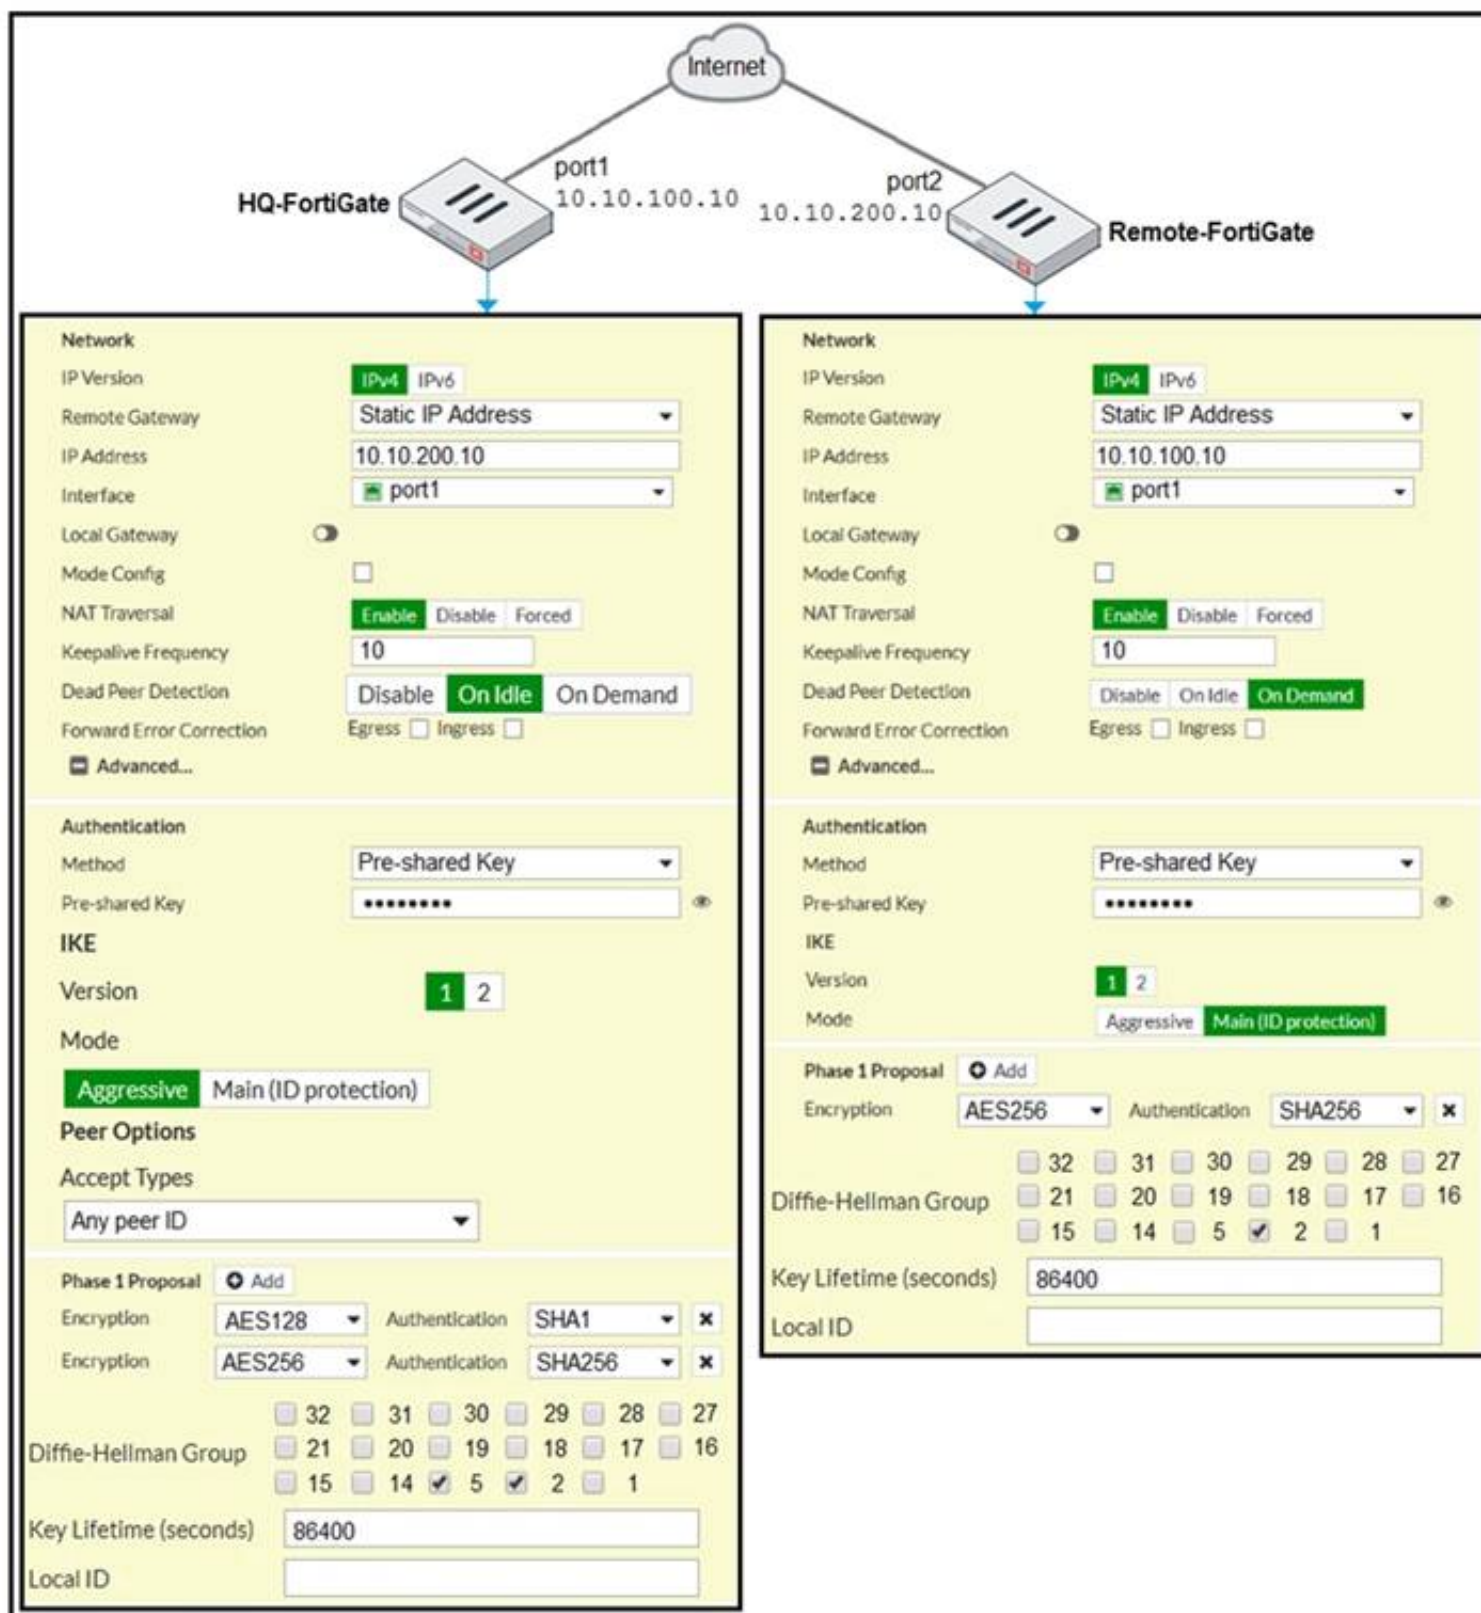 Internet
port1
10.10.100.10
HQ-FortiGate
port2
10.10.200.10
Remote-FortiGate
Network
IP Version IPv4 IPv6
Remote Gateway Static IP Address
IP Address 10.10.200.10
Interface port1
Local Gateway
Mode Config
NAT Traversal Enable Disable Forced
Keepalive Frequency 10
Dead Peer Detection Disable On Idle On Demand
Forward Error Correction Egress Ingress
Advanced...
Authentication
Method Pre-shared Key
Pre-shared Key ••••••••
IKE
Version 1 2
Mode
Aggressive Main (ID protection)
Peer Options
Accept Types
Any peer ID
Phase 1 Proposal Add
Encryption AES128 Authentication SHA1
Encryption AES256 Authentication SHA256
32 31 30 29 28 27
Diffie-Hellman Group 21 20 19 18 17 16
15 14 5 2 1
Key Lifetime (seconds) 86400
Local ID
Network
IP Version IPv4 IPv6
Remote Gateway Static IP Address
IP Address 10.10.100.10
Interface port1
Local Gateway
Mode Config
NAT Traversal Enable Disable Forced
Keepalive Frequency 10
Dead Peer Detection Disable On Idle On Demand
Forward Error Correction Egress Ingress
Advanced...
Authentication
Method Pre-shared Key
Pre-shared Key ••••••••
IKE
Version 1 2
Mode Aggressive Main (ID protection)
Phase 1 Proposal Add
Encryption AES256 Authentication SHA256
32 31 30 29 28 27
Diffie-Hellman Group 21 20 19 18 17 16
15 14 5 2 1
Key Lifetime (seconds) 86400
Local ID